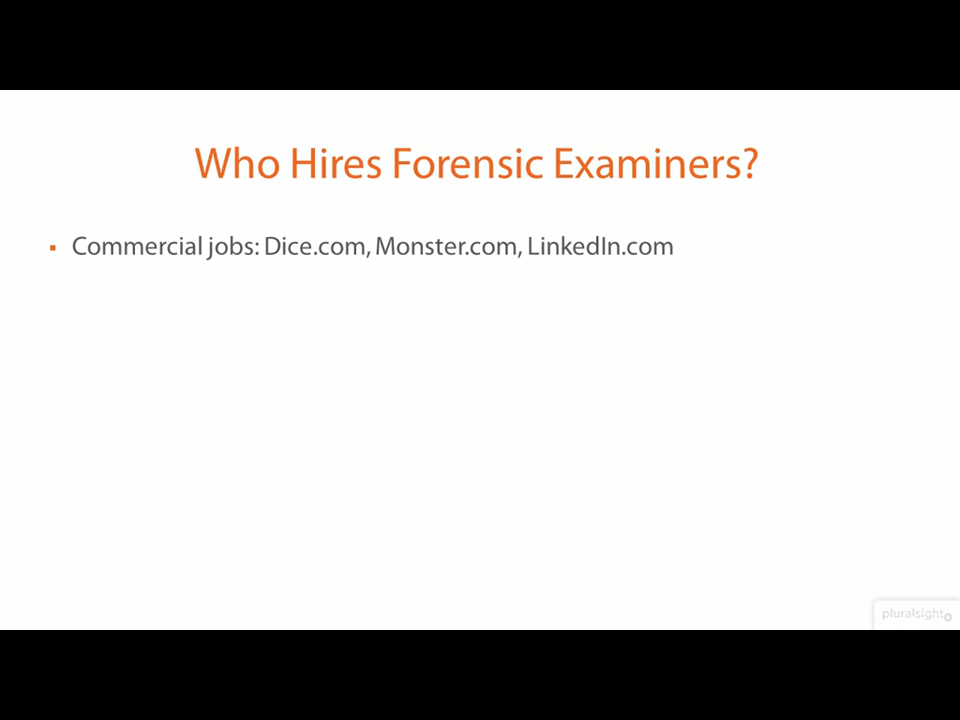 Who Hires Forensic Examiners?
▪ Commercial jobs: Dice.com, Monster.com, LinkedIn.com
pluralsight